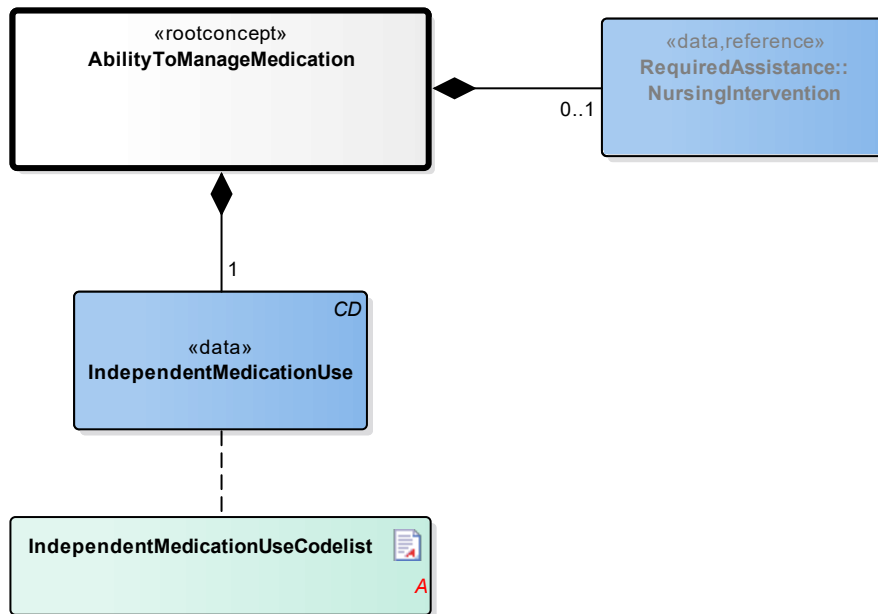 «rootconcept»
AbilityToManageMedication
«data,reference»
RequiredAssistance::
NursingIntervention
0..1
1
CD
«data»
IndependentMedicationUse
IndependentMedicationUseCodelist
A
A